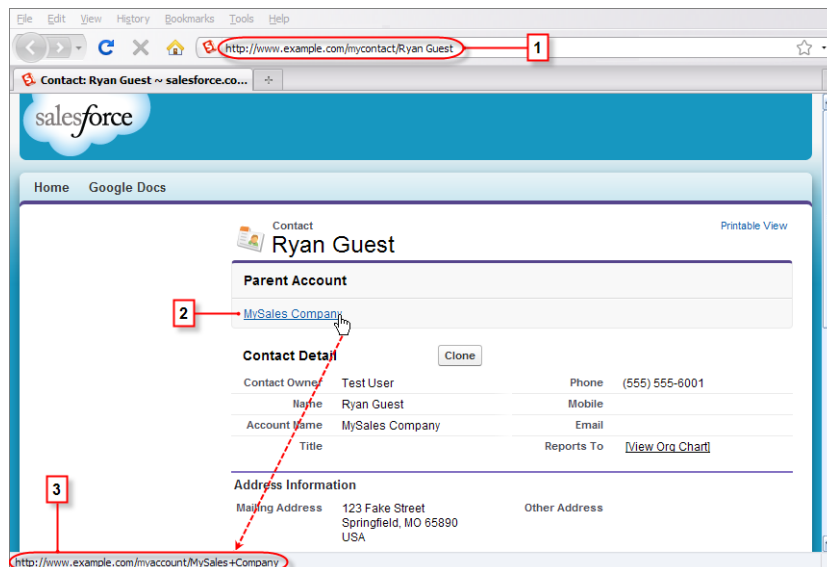 File Edit View History Bookmarks Tools Help
http://www.example.com/mycontact/Ryan Guest
1
Contact: Ryan Guest ~ salesforce.co...
salesforce
Home Google Docs
Contact
Ryan Guest
Printable View
Parent Account
2
MySales Company
Contact Detail Clone
Contact Owner Test User Phone (555) 555-6001
Name Ryan Guest Mobile
Account Name MySales Company Email
Title Reports To [View Org Chart]
3
Address Information
Mailing Address 123 Fake Street Other Address
Springfield, MO 65890
USA
http://www.example.com/myaccount/MySales+Company